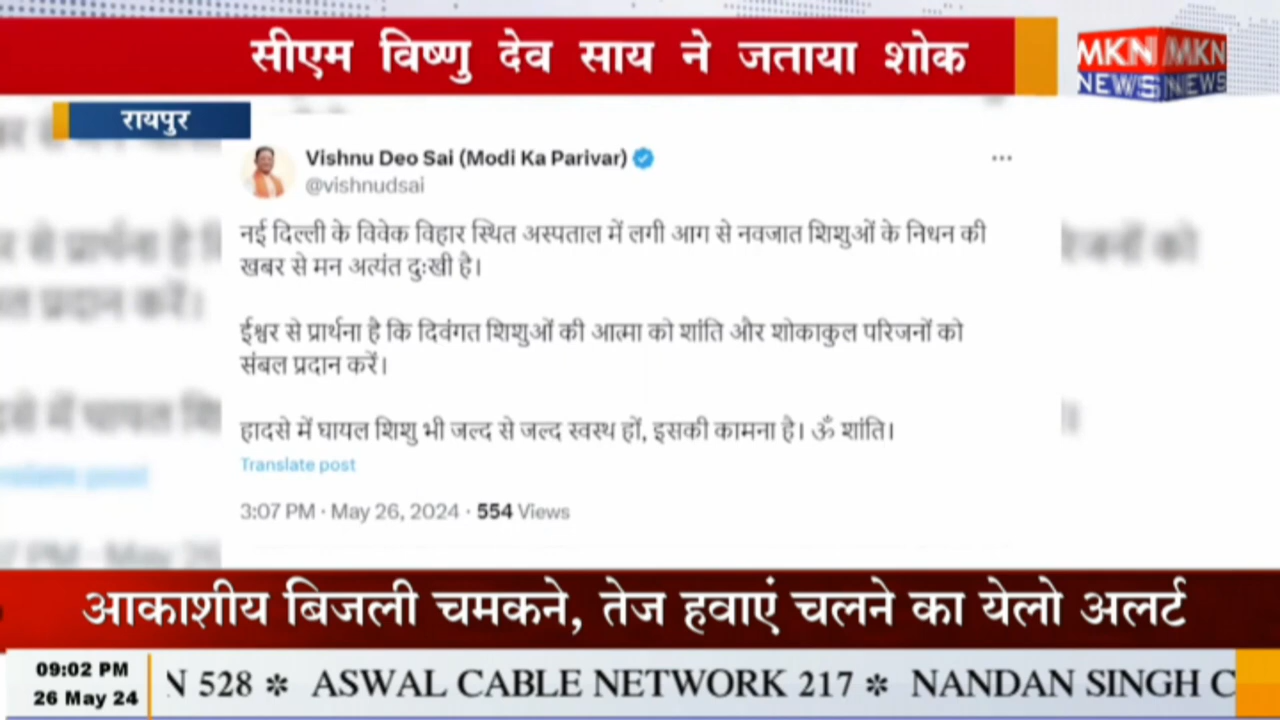 सीएम विष्णु देव साय ने जताया शोक
MKN MKN
NEWS NEWS
रायपुर
Vishnu Deo Sai (Modi Ka Parivar)
@vishnudsai
नई दिल्ली के विवेक विहार स्थित अस्पताल में लगी आग से नवजात शिशुओं के निधन की
खबर से मन अत्यंत दुःखी है।
ईश्वर से प्रार्थना है कि दिवंगत शिशुओं की आत्मा को शांति और शोकाकुल परिजनों को
संबल प्रदान करें।
हादसे में घायल शिशु भी जल्द से जल्द स्वस्थ हों, इसकी कामना है। ॐ शांति।
Translate post
3:07 PM · May 26, 2024 · 554 Views
आकाशीय बिजली चमकने, तेज हवाएं चलने का येलो अलर्ट
09:02 PM
26 May 24
N 528 * ASWAL CABLE NETWORK 217 * NANDAN SINGH C